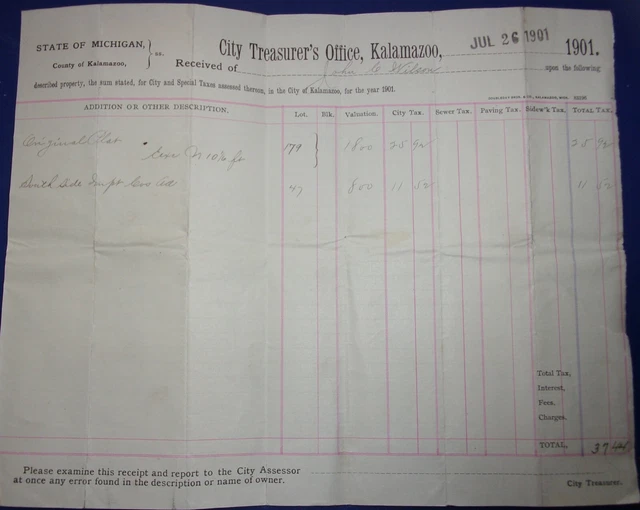 STATE OF MICHIGAN, } ss. City Treasurer's Office, Kalamazoo, JUL 26 1901 1901.
County of Kalamazoo,
Received of John C Wilson upon the following
described property, the sum stated, for City and Special Taxes assessed thereon, in the City of Kalamazoo, for the year 1901.
ADDITION OR OTHER DESCRIPTION. Lot. Blk. Valuation. City Tax. Sewer Tax. Paving Tax. Sidew'k Tax. TOTAL TAX.
Original Plat 179 } 1800 25 92 25 92
South Side Impt Co's Ad 47 800 11 52 11 52
Total Tax,
Interest,
Fees,
Charges.
TOTAL, 37 44
Please examine this receipt and report to the City Assessor
at once any error found in the description or name of owner. City Treasurer.